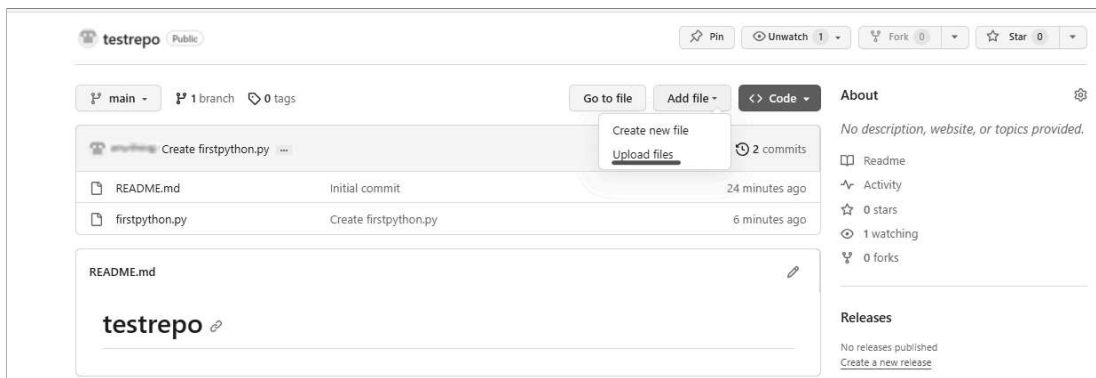 testrepo Public
Pin Unwatch 1 Fork 0 Star 0
main 1 branch 0 tags Go to file Add file <> Code
Create new file
Upload files
Create firstpython.py ... 2 commits
README.md Initial commit 24 minutes ago
firstpython.py Create firstpython.py 6 minutes ago
README.md
testrepo
About
No description, website, or topics provided.
Readme
Activity
0 stars
1 watching
0 forks
Releases
No releases published
Create a new release